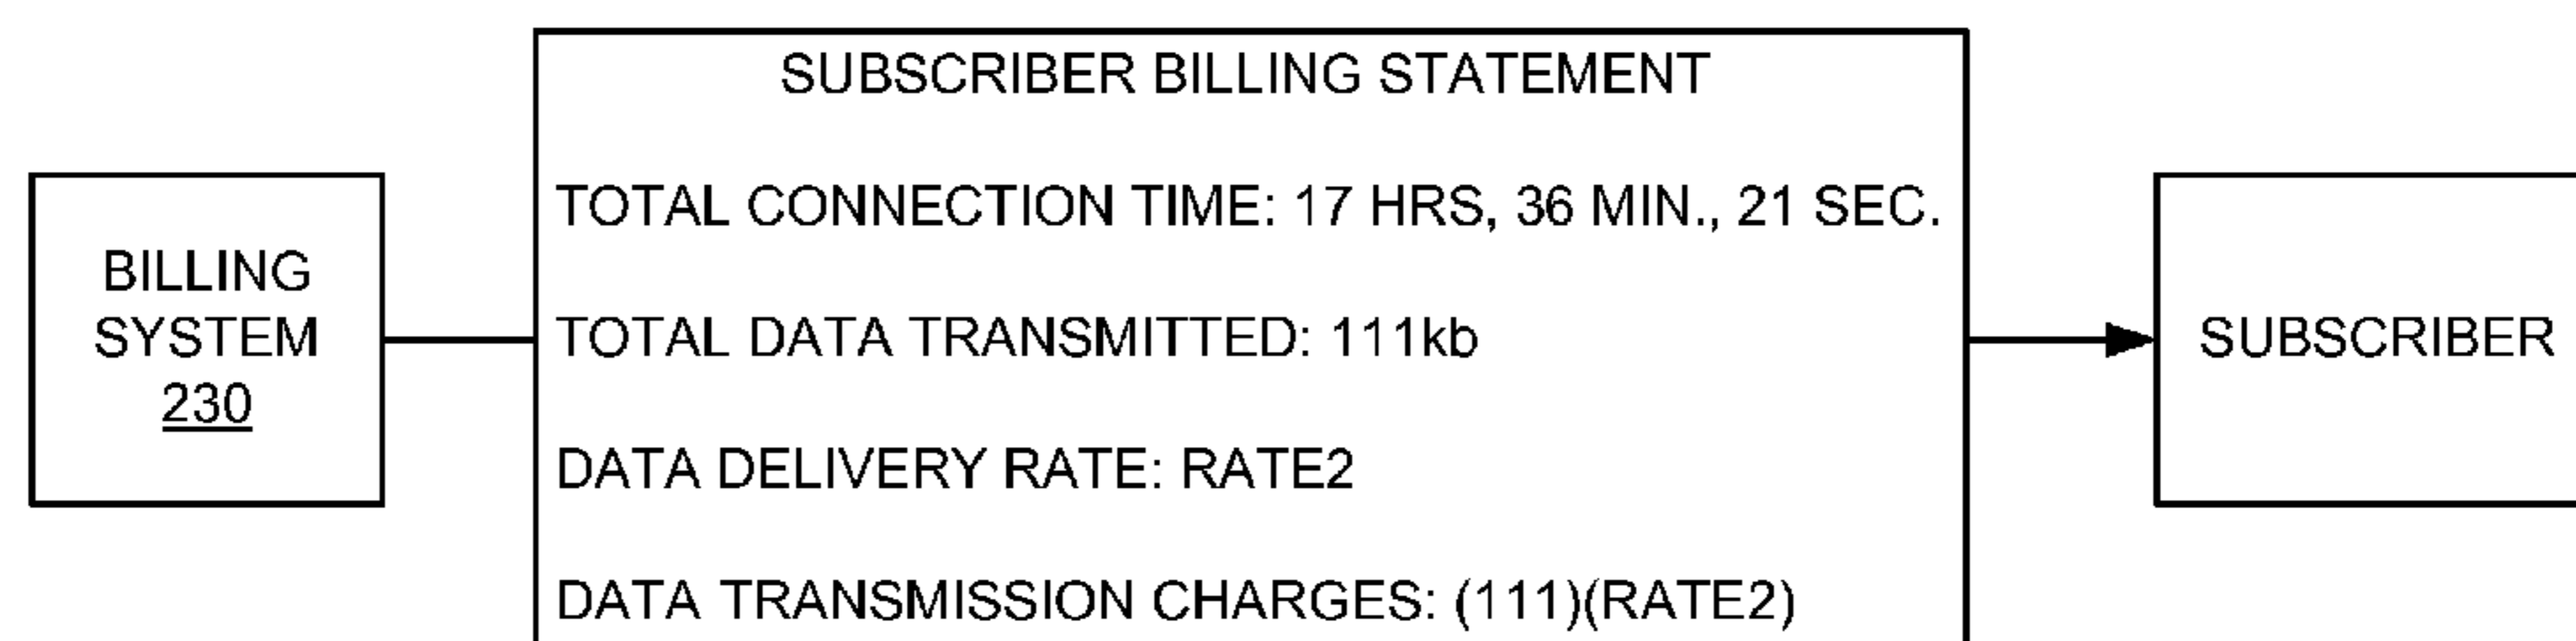 BILLING
SYSTEM
230
SUBSCRIBER BILLING STATEMENT
TOTAL CONNECTION TIME: 17 HRS, 36 MIN., 21 SEC.
TOTAL DATA TRANSMITTED: 111kb
DATA DELIVERY RATE: RATE2
DATA TRANSMISSION CHARGES: (111)(RATE2)
SUBSCRIBER